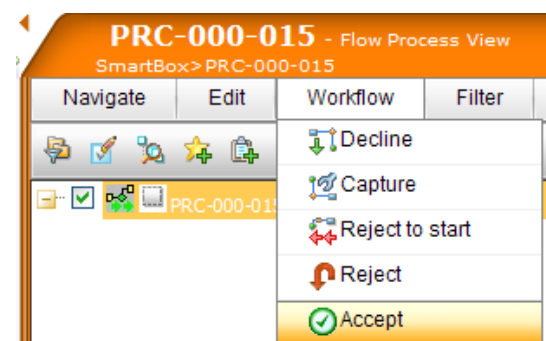 PRC-000-015 - Flow Process View
SmartBox>PRC-000-015
Navigate Edit Workflow Filter
Decline
Capture
PRC-000-015
Reject to start
Reject
Accept